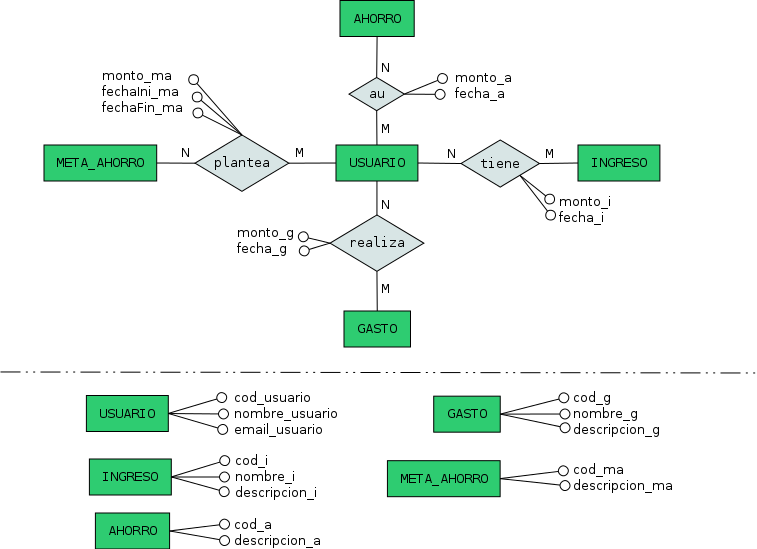 AHORRO
N
au
monto_a
fecha_a
M
monto_ma
fechaIni_ma
fechaFin_ma
META_AHORRO
N
plantea
M
USUARIO
N
tiene
M
INGRESO
monto_i
fecha_i
N
monto_g
fecha_g
realiza
M
GASTO
USUARIO
cod_usuario
nombre_usuario
email_usuario
GASTO
cod_g
nombre_g
descripcion_g
INGRESO
cod_i
nombre_i
descripcion_i
META_AHORRO
cod_ma
descripcion_ma
AHORRO
cod_a
descripcion_a